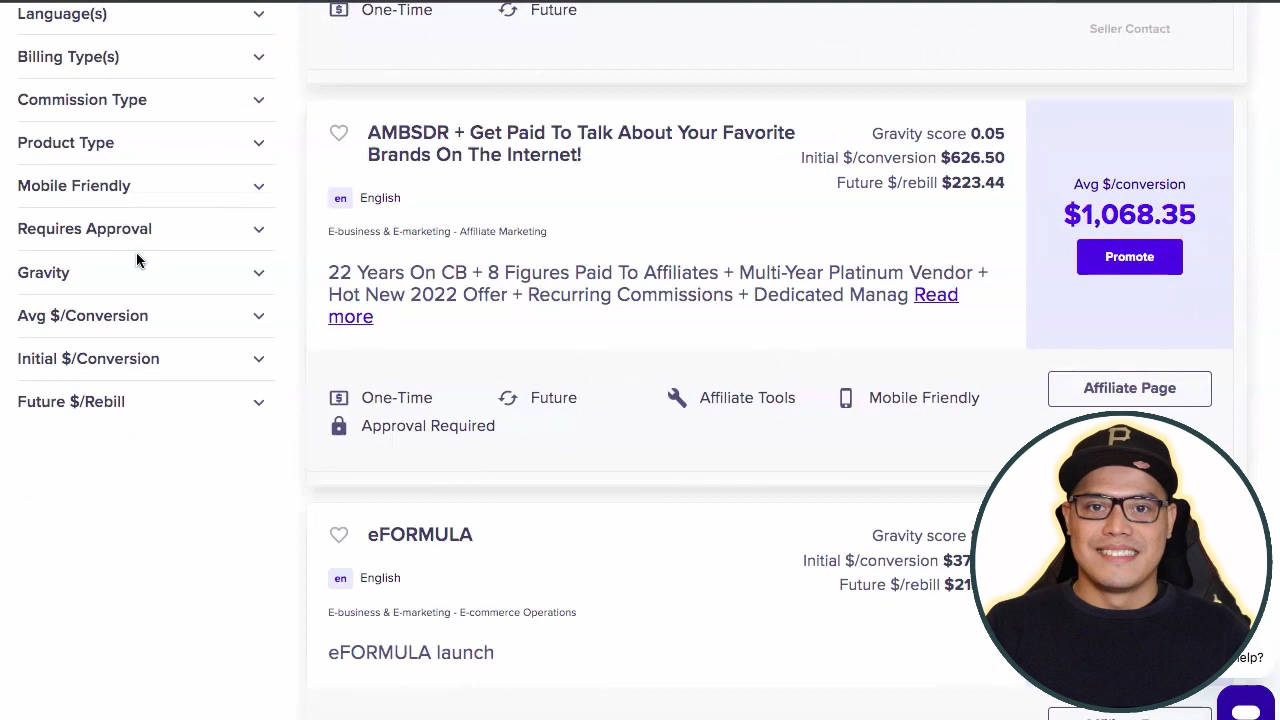 Language(s)
Billing Type(s)
Commission Type
Product Type
Mobile Friendly
Requires Approval
Gravity
Avg $/Conversion
Initial $/Conversion
Future $/Rebill
One-Time
Future
Seller Contact
AMBSDR + Get Paid To Talk About Your Favorite
Brands On The Internet!
Gravity score 0.05
Initial $/conversion $626.50
Future $/rebill $223.44
en English
E-business & E-marketing - Affiliate Marketing
22 Years On CB + 8 Figures Paid To Affiliates + Multi-Year Platinum Vendor +
Hot New 2022 Offer + Recurring Commissions + Dedicated Manag Read
more
Avg $/conversion
$1,068.35
Promote
One-Time
Future
Affiliate Tools
Mobile Friendly
Approval Required
Affiliate Page
eFORMULA
Gravity score
Initial $/conversion $37
Future $/rebill $21
en English
E-business & E-marketing - E-commerce Operations
eFORMULA launch
P
elp?